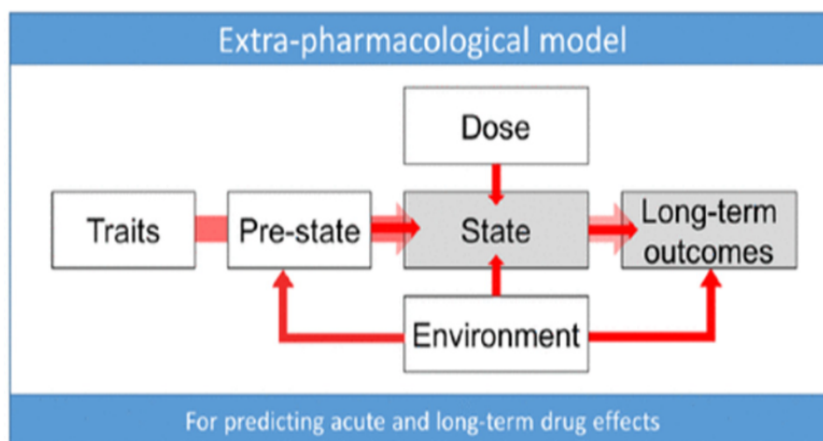 Extra-pharmacological model
Dose
Traits
Pre-state
State
Long-term
outcomes
Environment
For predicting acute and long-term drug effects